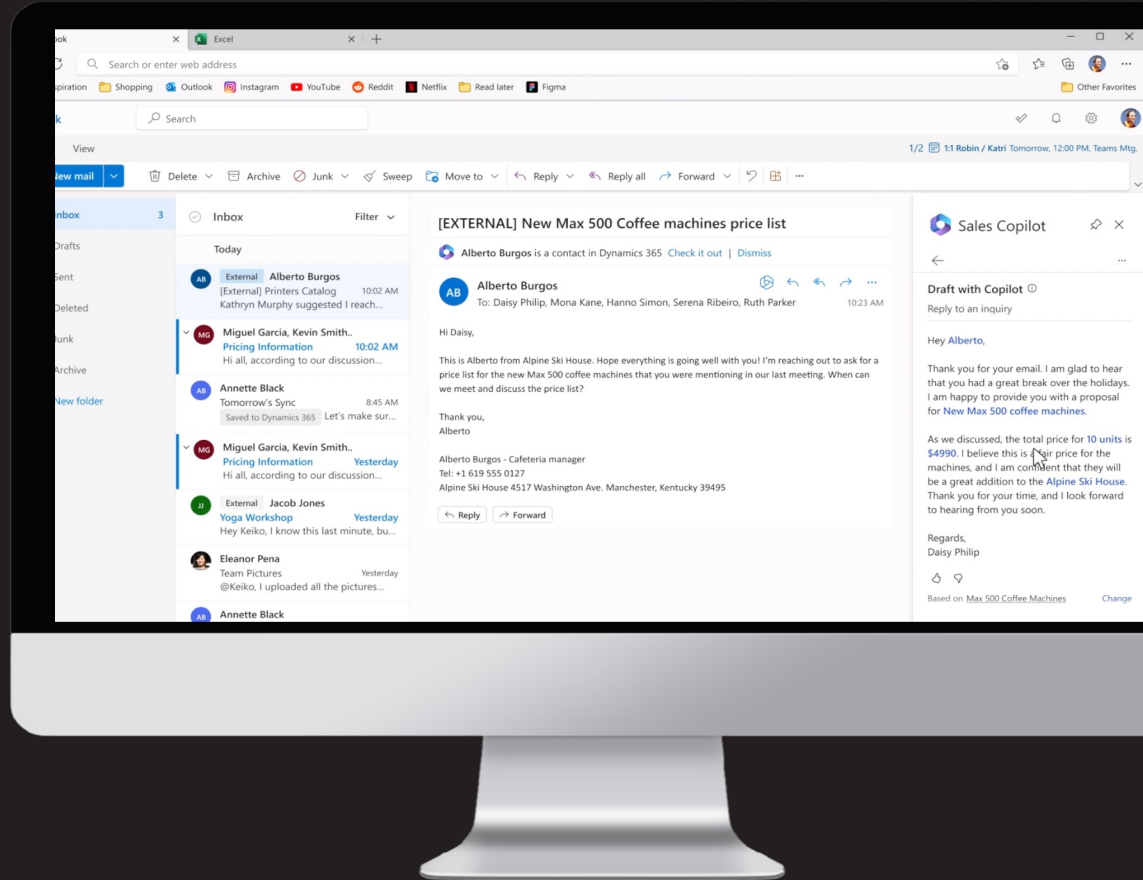 ook
Excel
Search or enter web address
spiration
Shopping
Outlook
Instagram
YouTube
Reddit
Netflix
Read later
Figma
Other Favorites
k
Search
View
1/2 1:1 Robin / Katri Tomorrow, 12:00 PM, Teams Mtg.
New mail
Delete
Archive
Junk
Sweep
Move to
Reply
Reply all
Forward
Inbox 3
Drafts
Sent
Deleted
Junk
Archive
New folder
Inbox
Filter
Today
AB
External Alberto Burgos
[External] Printers Catalog 10:02 AM
Kathryn Murphy suggested I reach...
MG
Miguel Garcia, Kevin Smith..
Pricing Information 10:02 AM
Hi all, according to our discussion...
AB
Annette Black
Tomorrow's Sync 8:45 AM
Saved to Dynamics 365 Let's make sur...
MG
Miguel Garcia, Kevin Smith..
Pricing Information Yesterday
Hi all, according to our discussion...
JJ
External Jacob Jones
Yoga Workshop Yesterday
Hey Keiko, I know this last minute, bu...
Eleanor Pena
Team Pictures Yesterday
@Keiko, I uploaded all the pictures...
AB
Annette Black
[EXTERNAL] New Max 500 Coffee machines price list
Alberto Burgos is a contact in Dynamics 365 Check it out | Dismiss
AB
Alberto Burgos
To: Daisy Philip, Mona Kane, Hanno Simon, Serena Ribeiro, Ruth Parker 10:23 AM
Hi Daisy,
This is Alberto from Alpine Ski House. Hope everything is going well with you! I'm reaching out to ask for a
price list for the new Max 500 coffee machines that you were mentioning in our last meeting. When can
we meet and discuss the price list?
Thank you,
Alberto
Alberto Burgos - Cafeteria manager
Tel: +1 619 555 0127
Alpine Ski House 4517 Washington Ave. Manchester, Kentucky 39495
Reply
Forward
Sales Copilot
Draft with Copilot
Reply to an inquiry
Hey Alberto,
Thank you for your email. I am glad to hear
that you had a great break over the holidays.
I am happy to provide you with a proposal
for New Max 500 coffee machines.
As we discussed, the total price for 10 units is
$4990. I believe this is a fair price for the
machines, and I am confident that they will
be a great addition to the Alpine Ski House.
Thank you for your time, and I look forward
to hearing from you soon.
Regards,
Daisy Philip
Based on Max 500 Coffee Machines
Change